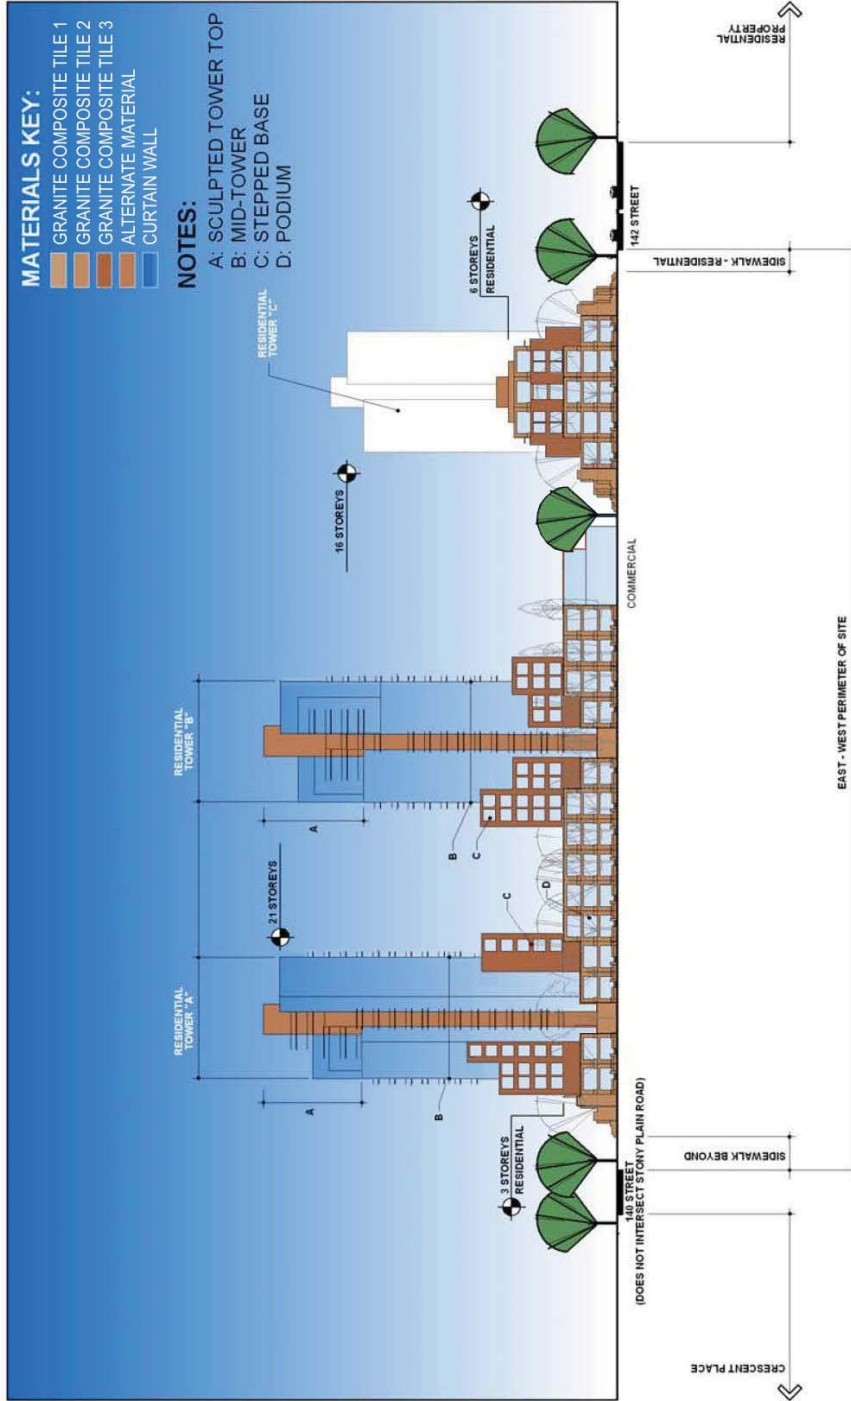 MATERIALS KEY:
GRANITE COMPOSITE TILE 1
GRANITE COMPOSITE TILE 2
GRANITE COMPOSITE TILE 3
ALTERNATE MATERIAL
CURTAIN WALL
NOTES:
A: SCULPTED TOWER TOP
B: MID-TOWER
C: STEPPED BASE
D: PODIUM
RESIDENTIAL
TOWER "A"
RESIDENTIAL
TOWER "B"
RESIDENTIAL
TOWER "C"
21 STOREYS
16 STOREYS
A
A
B
B
C
C
D
3 STOREYS
RESIDENTIAL
6 STOREYS
RESIDENTIAL
140 STREET
(DOES NOT INTERSECT STONY PLAIN ROAD)
COMMERCIAL
142 STREET
CRESCENT PLACE
SIDEWALK BEYOND
SIDEWALK - RESIDENTIAL
RESIDENTIAL
PROPERTY
EAST - WEST PERIMETER OF SITE